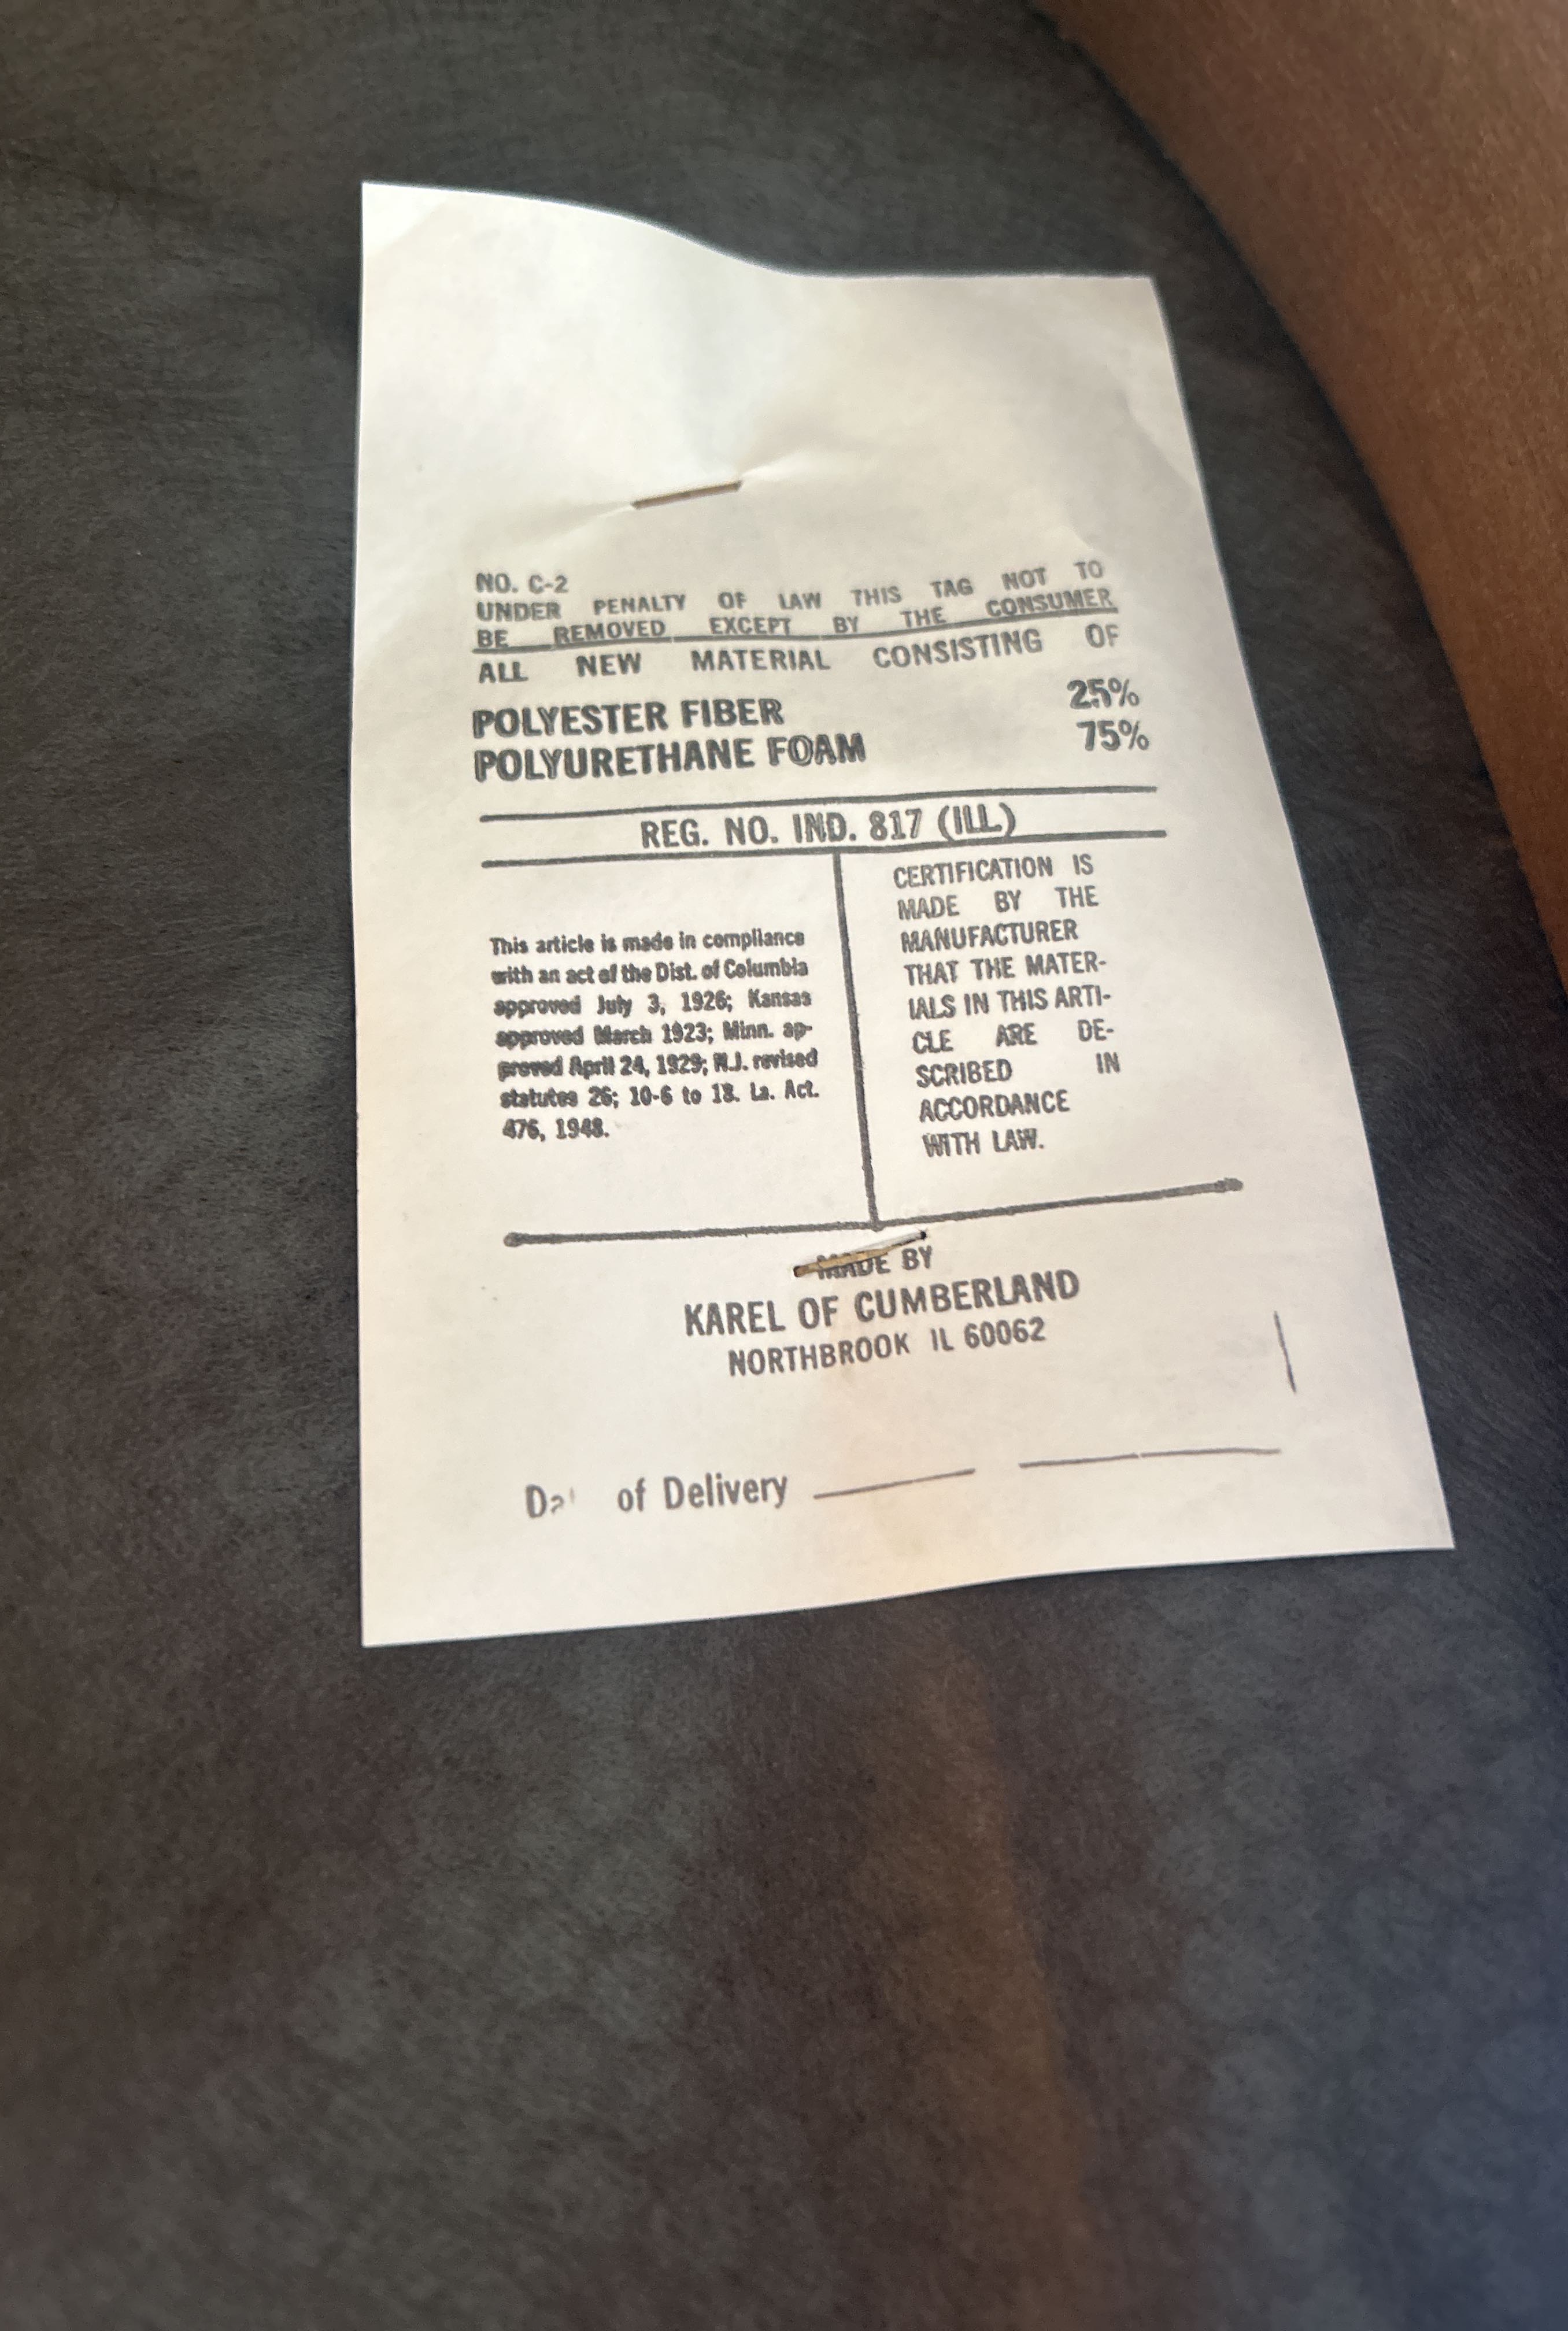 NO. C-2
UNDER PENALTY OF LAW THIS TAG NOT TO
BE REMOVED EXCEPT BY THE CONSUMER
ALL NEW MATERIAL CONSISTING OF
POLYESTER FIBER 25%
POLYURETHANE FOAM 75%
REG. NO. IND. 817 (ILL)
This article is made in compliance
with an act of the Dist. of Columbia
approved July 3, 1926; Kansas
approved March 1923; Minn. ap-
proved April 24, 1929; N.J. revised
statutes 26; 10-6 to 18. La. Act.
476, 1948.
CERTIFICATION IS
MADE BY THE
MANUFACTURER
THAT THE MATER-
IALS IN THIS ARTI-
CLE ARE DE-
SCRIBED IN
ACCORDANCE
WITH LAW.
MADE BY
KAREL OF CUMBERLAND
NORTHBROOK IL 60062
of Delivery